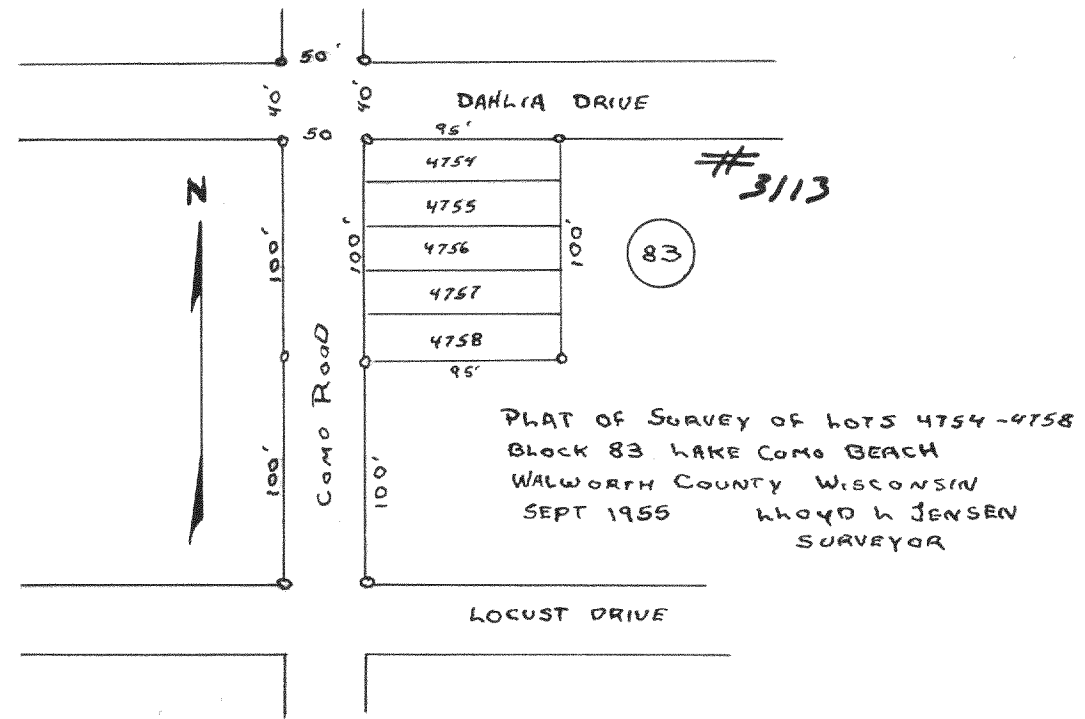 50'
40'
40'
DAHLIA DRIVE
50
95'
4754
# 3113
N
4755
100'
100'
4756
100'
83
4757
4758
95'
COMO ROAD
PLAT OF SURVEY OF LOTS 4754-4758
BLOCK 83 LAKE COMO BEACH
WALWORTH COUNTY WISCONSIN
SEPT 1955 LLOYD L JENSEN
SURVEYOR
100'
100'
LOCUST DRIVE